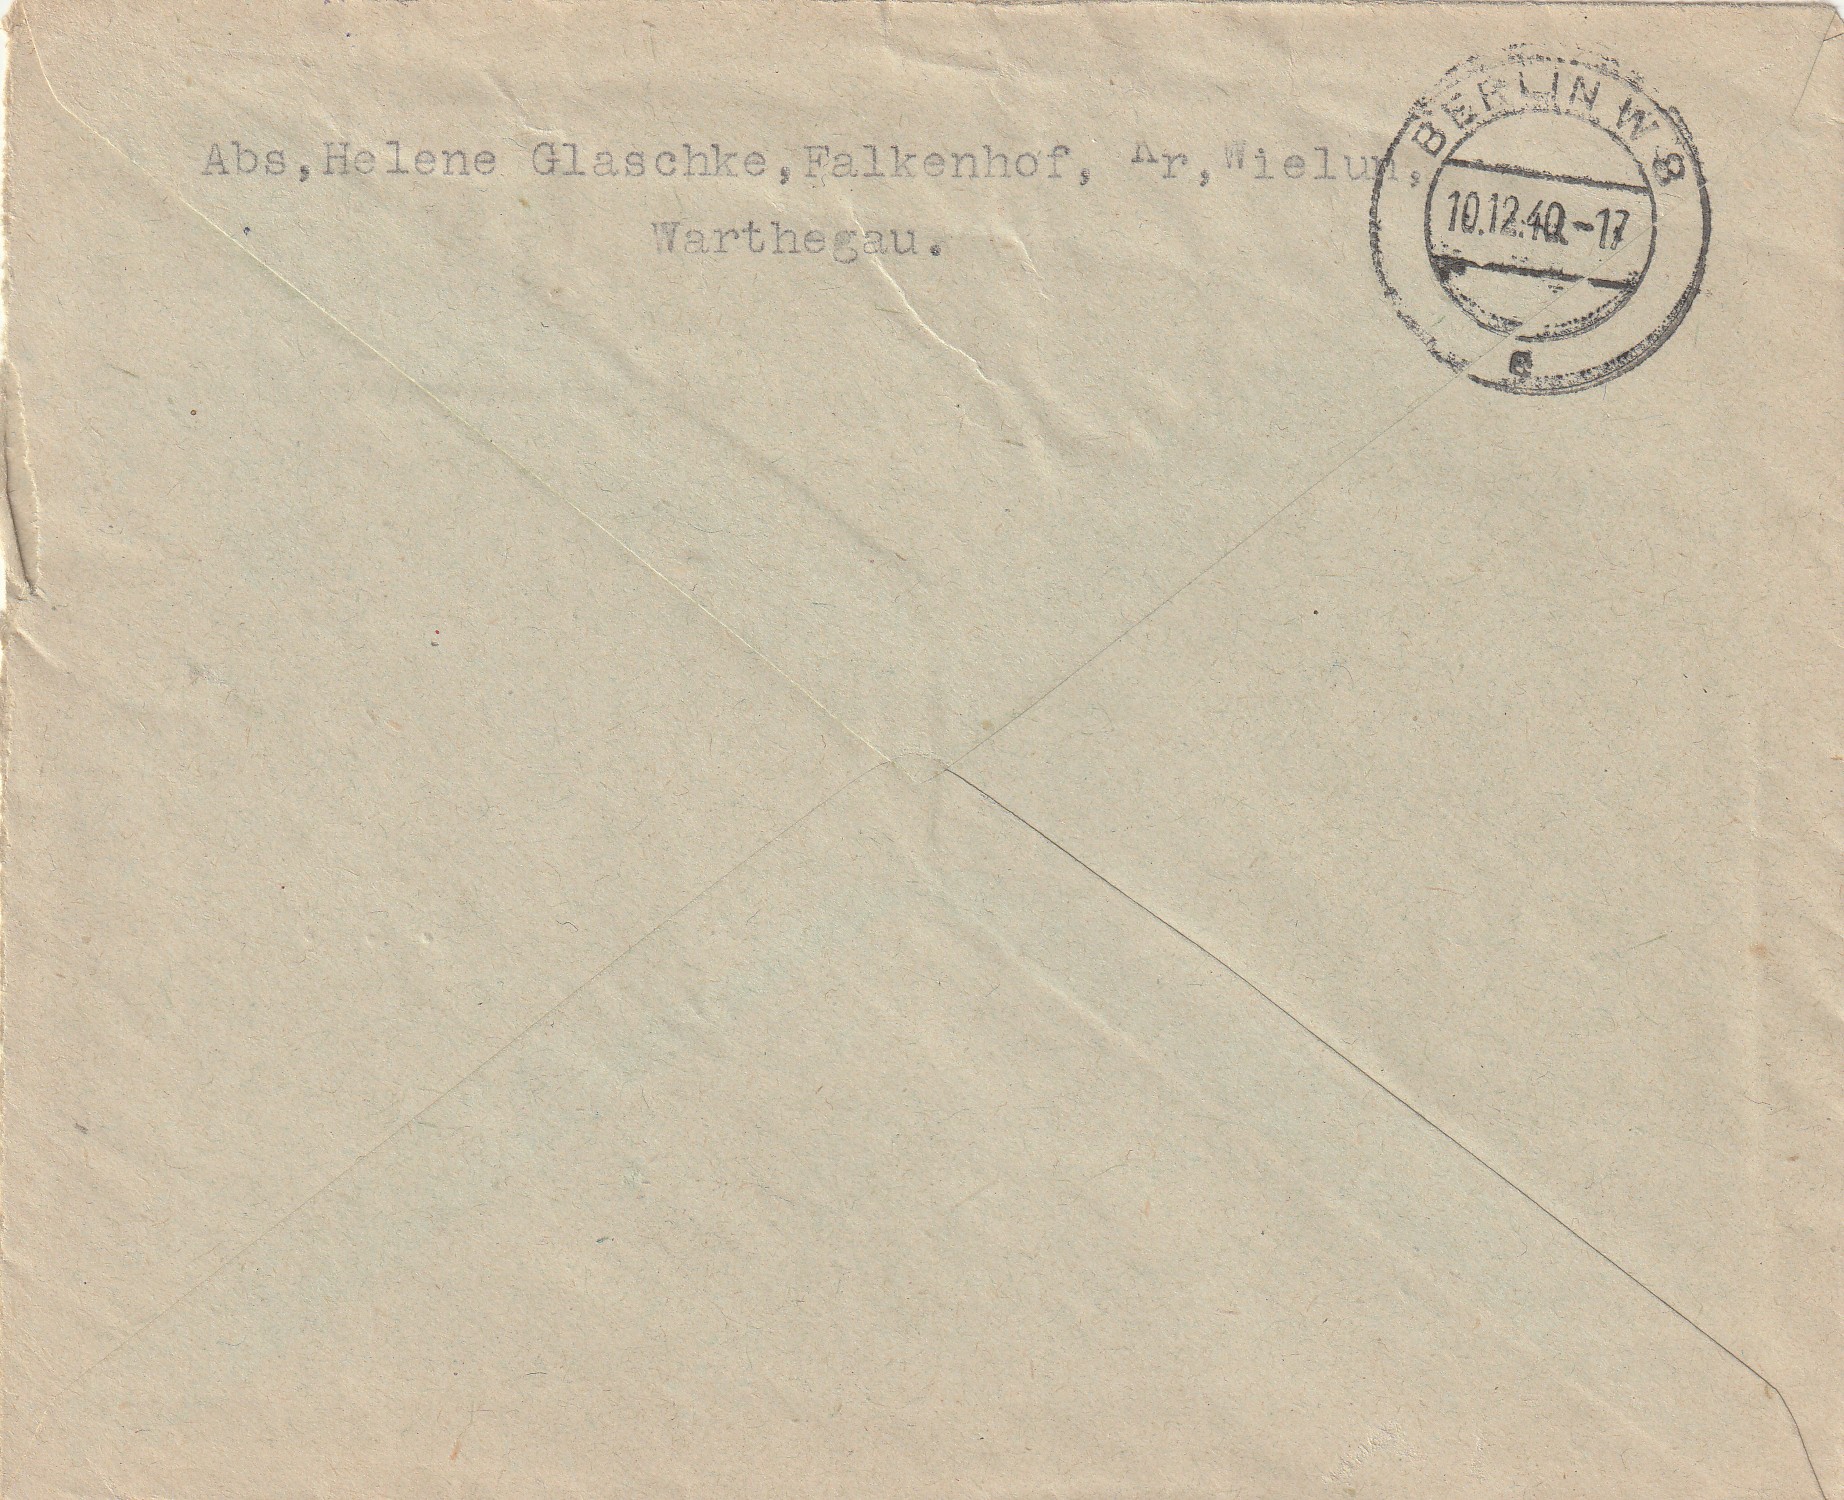 Abs,Helene Glaschke,Falkenhof, Kr,Wielun,
Warthegau.
BERLIN W 8
10.12.40.-17